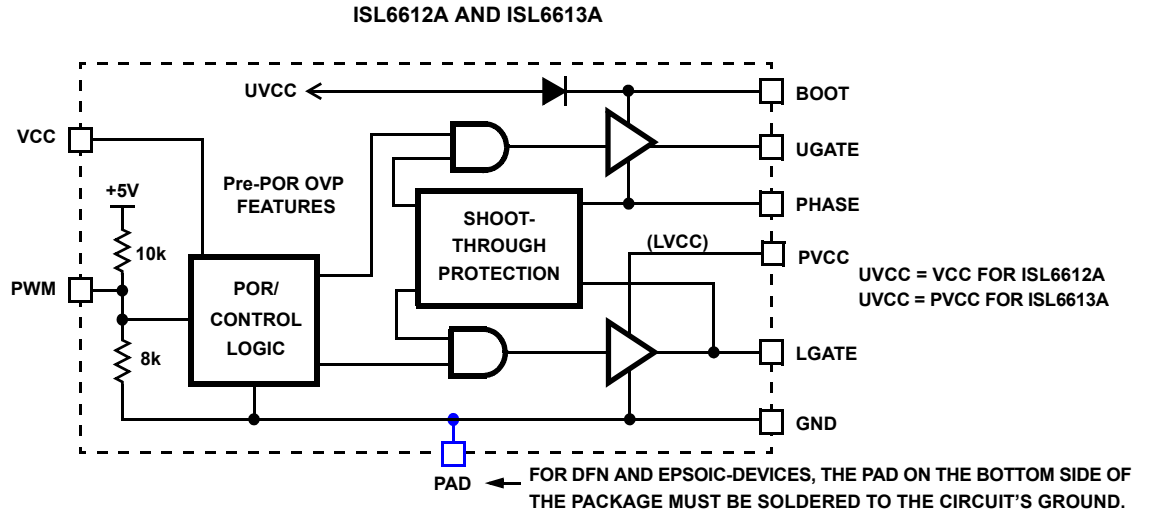 ISL6612A AND ISL6613A
UVCC
BOOT
VCC
UGATE
+5V
Pre-POR OVP
FEATURES
PHASE
SHOOT-
THROUGH
PROTECTION
(LVCC)
10k
PVCC
UVCC = VCC FOR ISL6612A
UVCC = PVCC FOR ISL6613A
PWM
POR/
CONTROL
LOGIC
8k
LGATE
GND
PAD
FOR DFN AND EPSOIC-DEVICES, THE PAD ON THE BOTTOM SIDE OF
THE PACKAGE MUST BE SOLDERED TO THE CIRCUIT'S GROUND.